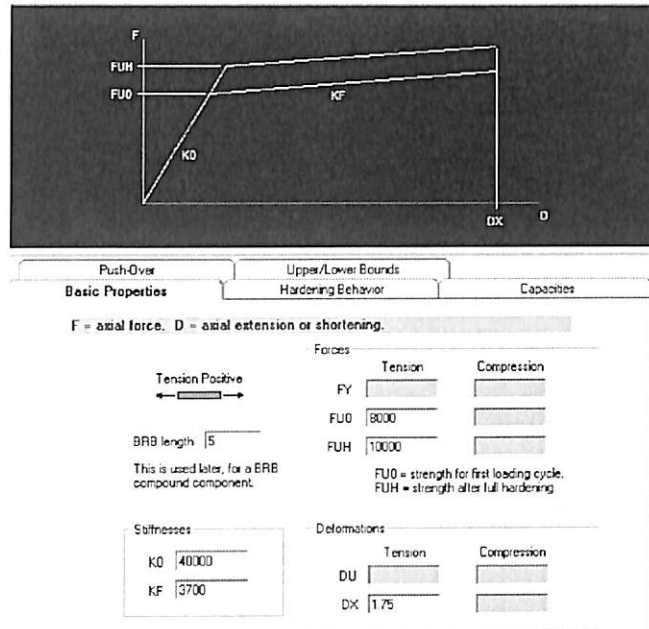 F
FUH
FU0
KF
K0
DX
D
Push-Over
Upper/Lower Bounds
Basic Properties
Hardening Behavior
Capacities
F = axial force. D = axial extension or shortening.
Tension Positive
BRB length 5
This is used later, for a BRB
compound component.
Forces
Tension Compression
FY
FU0 8000
FUH 10000
FU0 = strength for first loading cycle.
FUH = strength after full hardening
Stiffnesses
K0 40000
KF 3700
Deformations
Tension Compression
DU
DX 1.75